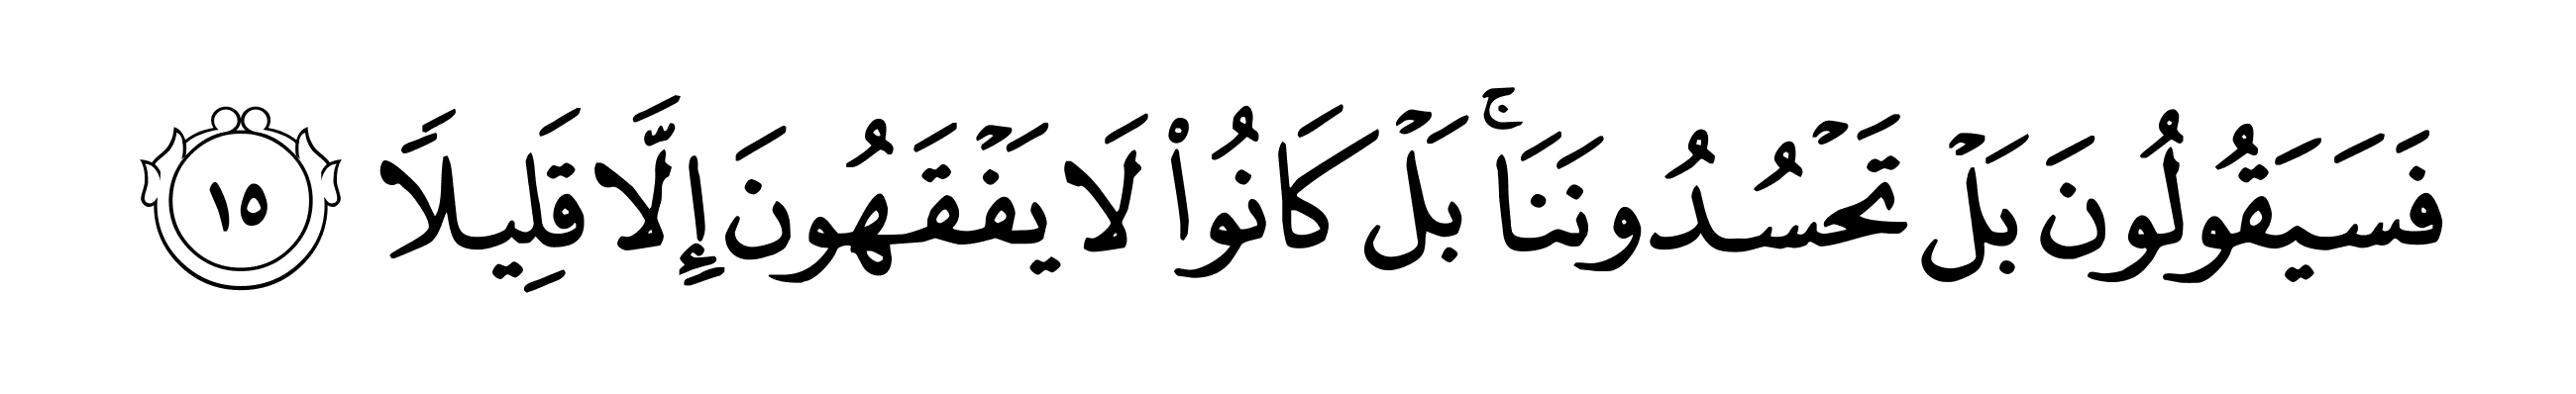 فَسَيَقُولُونَ بَلۡ تَحۡسُدُونَنَاۚ بَلۡ كَانُواْ لَا يَفۡقَهُونَ إِلَّا قَلِيلࣰا ١٥